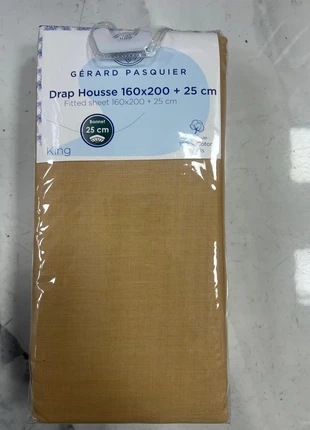 GÉRARD PASQUIER
Drap Housse 160x200 + 25 cm
Fitted sheet 160x200 + 25 cm
Bonnet
25 cm
King